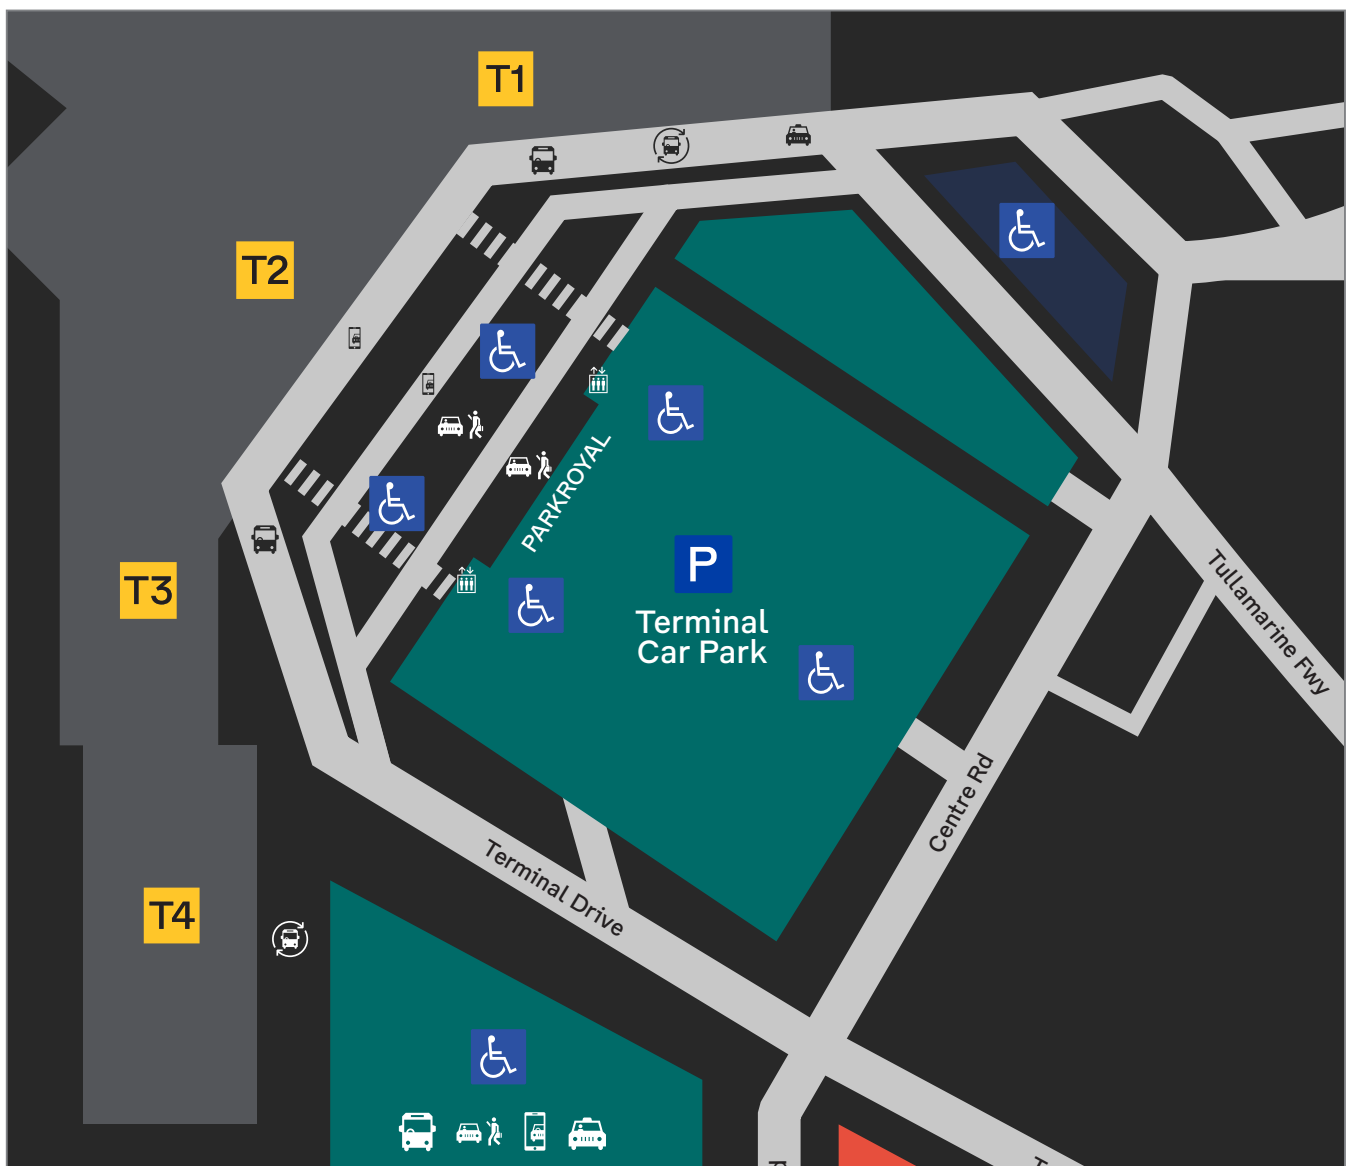 T1
T2
PARKROYAL
P
Terminal
Car Park
Tullamarine Fwy
T3
Centre Rd
Terminal Drive
T4